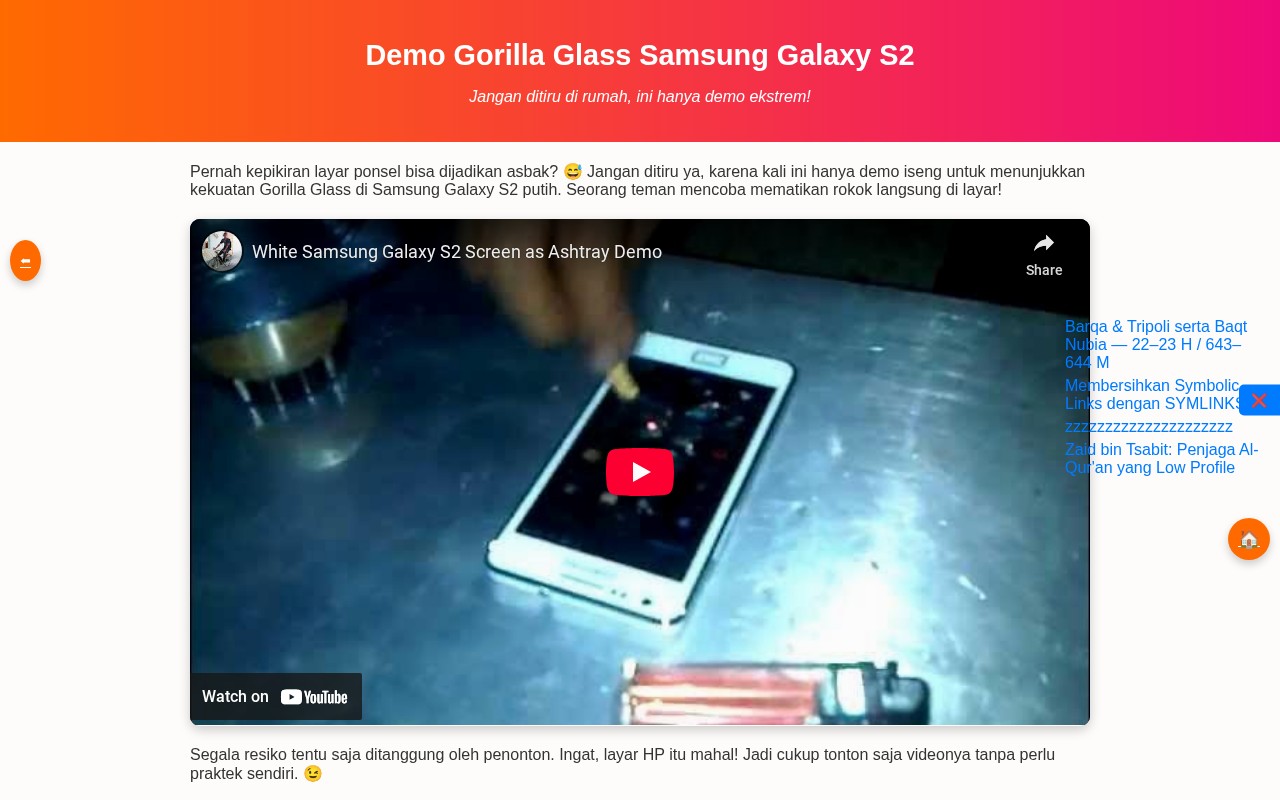 Demo Gorilla Glass Samsung Galaxy S2
Jangan ditiru di rumah, ini hanya demo ekstrem!
Pernah kepikiran layar ponsel bisa dijadikan asbak? 😅 Jangan ditiru ya, karena kali ini hanya demo iseng untuk menunjukkan
kekuatan Gorilla Glass di Samsung Galaxy S2 putih. Seorang teman mencoba mematikan rokok langsung di layar!
White Samsung Galaxy S2 Screen as Ashtray Demo
Share
Barqa & Tripoli serta Baqt
Nubia — 22–23 H / 643–
644 M
Membersihkan Symbolic
Links dengan SYMLINKS
zzzzzzzzzzzzzzzzzzzzz
Zaid bin Tsabit: Penjaga Al-
Qur'an yang Low Profile
Watch on YouTube
Segala resiko tentu saja ditanggung oleh penonton. Ingat, layar HP itu mahal! Jadi cukup tonton saja videonya tanpa perlu
praktek sendiri. 😉